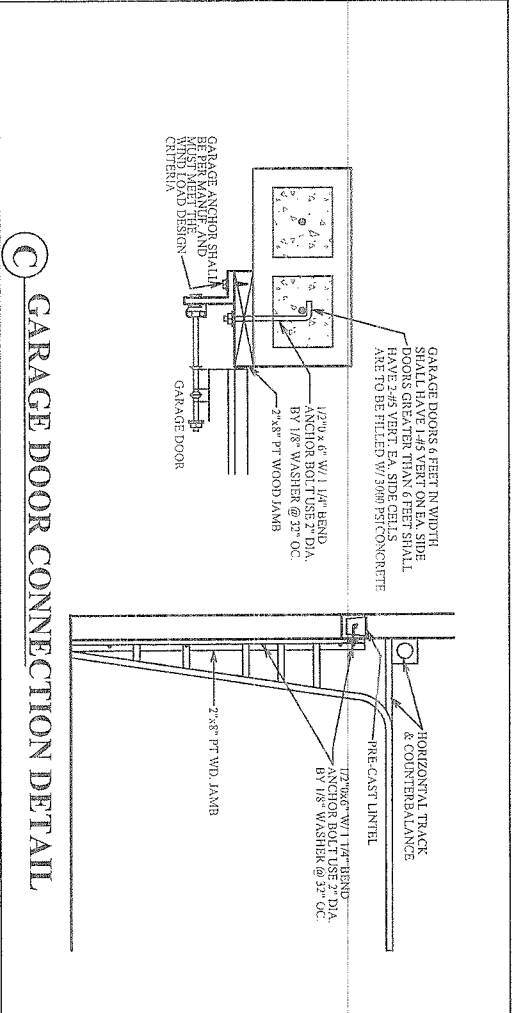 GARAGE DOORS 6 FEET IN WIDTH
SHALL HAVE 1-#5 VERT ON EA. SIDE
DOORS GREATER THAN 6 FEET SHALL
HAVE 2-#5 VERT. EA. SIDE CELLS
ARE TO BE FILLED W/ 3000 PSI CONCRETE
1/2"0 x 6" W/ 1 1/4" BEND
ANCHOR BOLT USE 2" DIA.
BY 1/8" WASHER @ 32" OC.
2"x8" PT WOOD JAMB
GARAGE DOOR
GARAGE ANCHOR SHALL
BE PER MANUF. AND
MUST MEET THE
WIND LOAD DESIGN
CRITERIA
HORIZONTAL TRACK
& COUNTERBALANCE
PRE-CAST LINTEL
1/2"0x6" W/ 1 1/4" BEND
ANCHOR BOLT USE 2" DIA.
BY 1/8" WASHER @ 32" OC.
2"x8" PT WD. JAMB
C GARAGE DOOR CONNECTION DETAIL